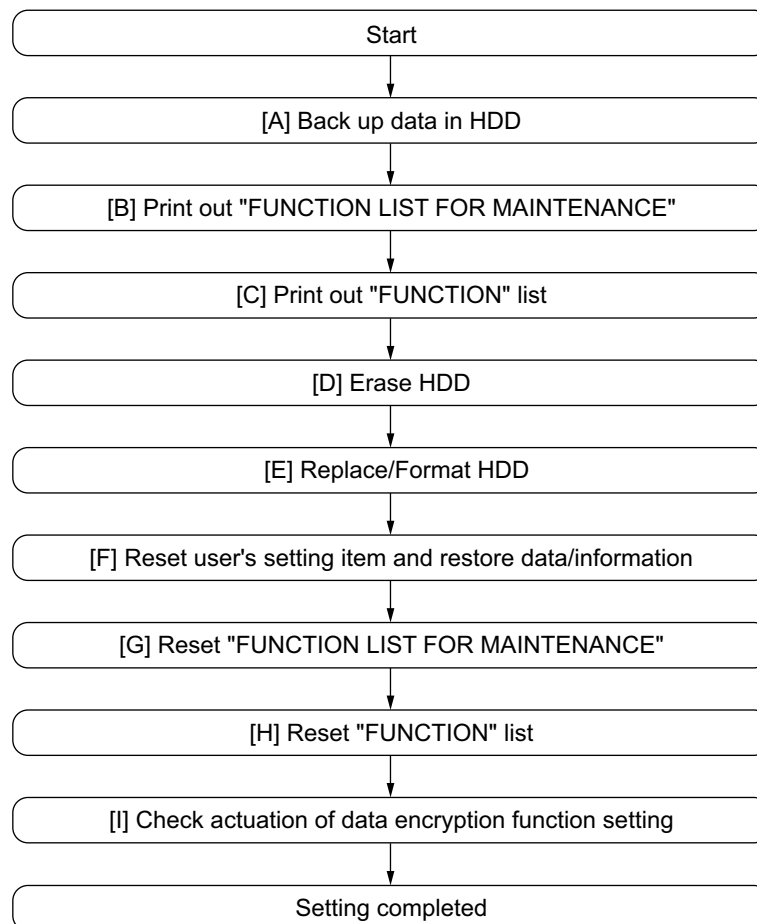 Start
[A] Back up data in HDD
[B] Print out "FUNCTION LIST FOR MAINTENANCE"
[C] Print out "FUNCTION" list
[D] Erase HDD
[E] Replace/Format HDD
[F] Reset user's setting item and restore data/information
[G] Reset "FUNCTION LIST FOR MAINTENANCE"
[H] Reset "FUNCTION" list
[I] Check actuation of data encryption function setting
Setting completed